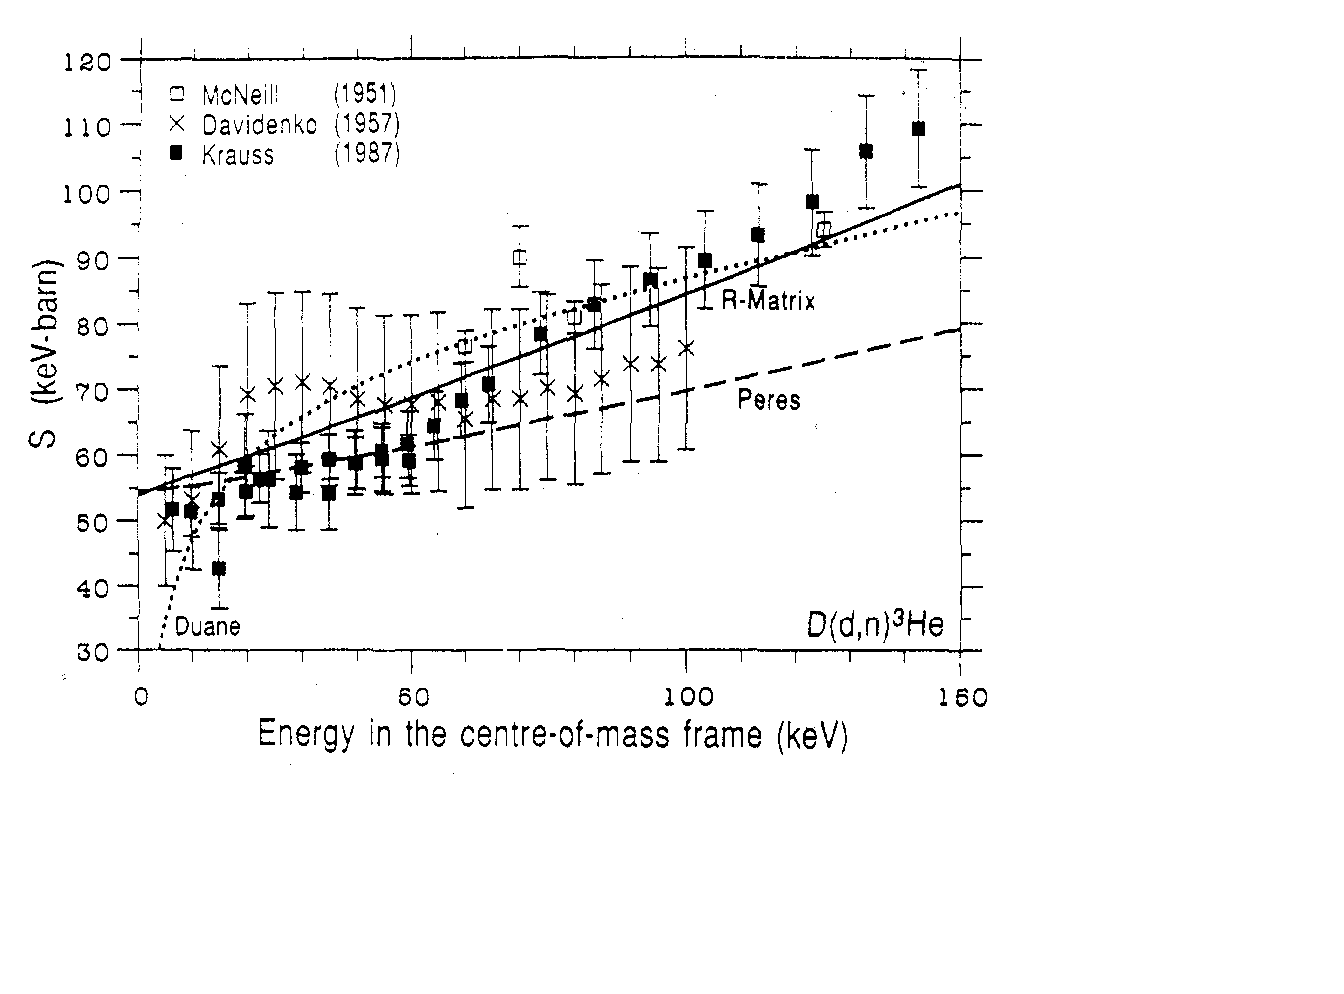 120
110
100
90
80
70
60
50
40
30
S (keV-barn)
McNeill (1951)
Davidenko (1957)
Krauss (1987)
R-Matrix
Peres
Duane
D(d,n)³He
0 50 100 150
Energy in the centre-of-mass frame (keV)